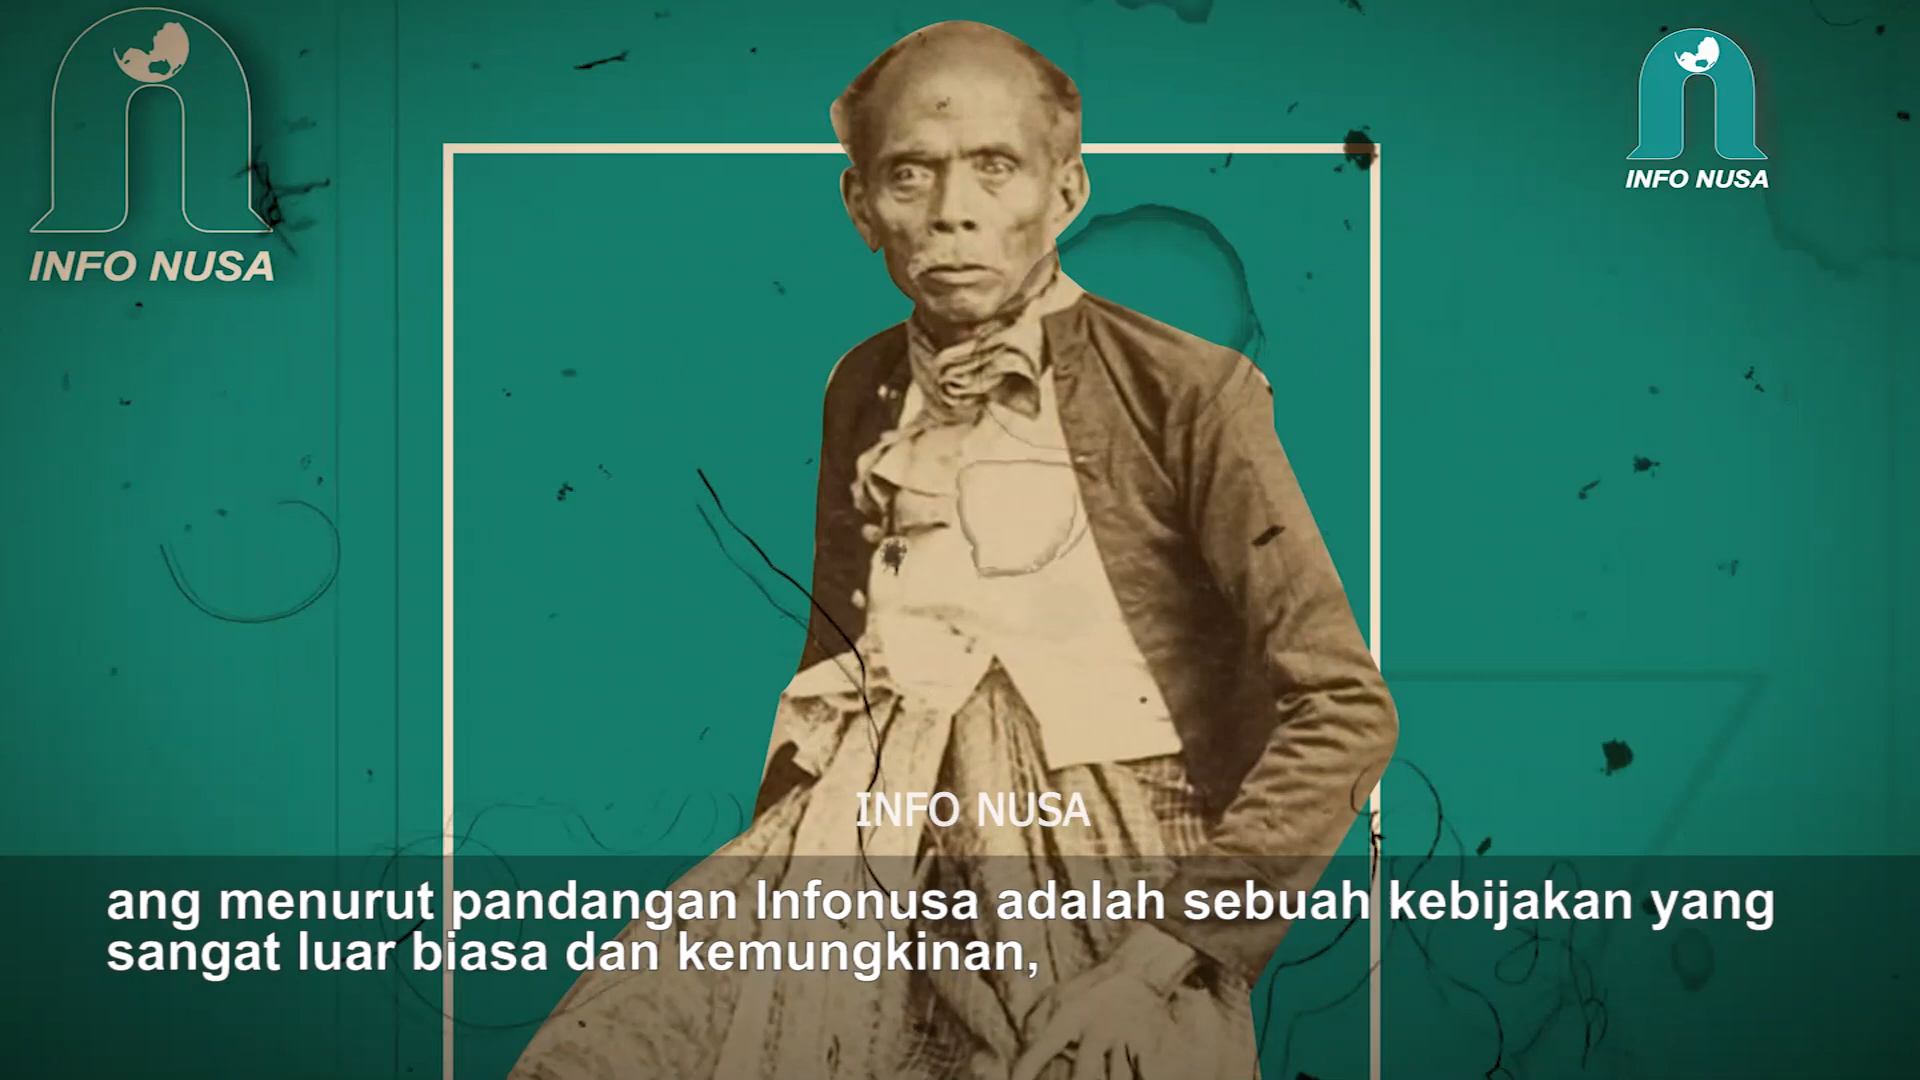 INFO NUSA
INFO NUSA
INFO NUSA
ang menurut pandangan Infonusa adalah sebuah kebijakan yang
sangat luar biasa dan kemungkinan,